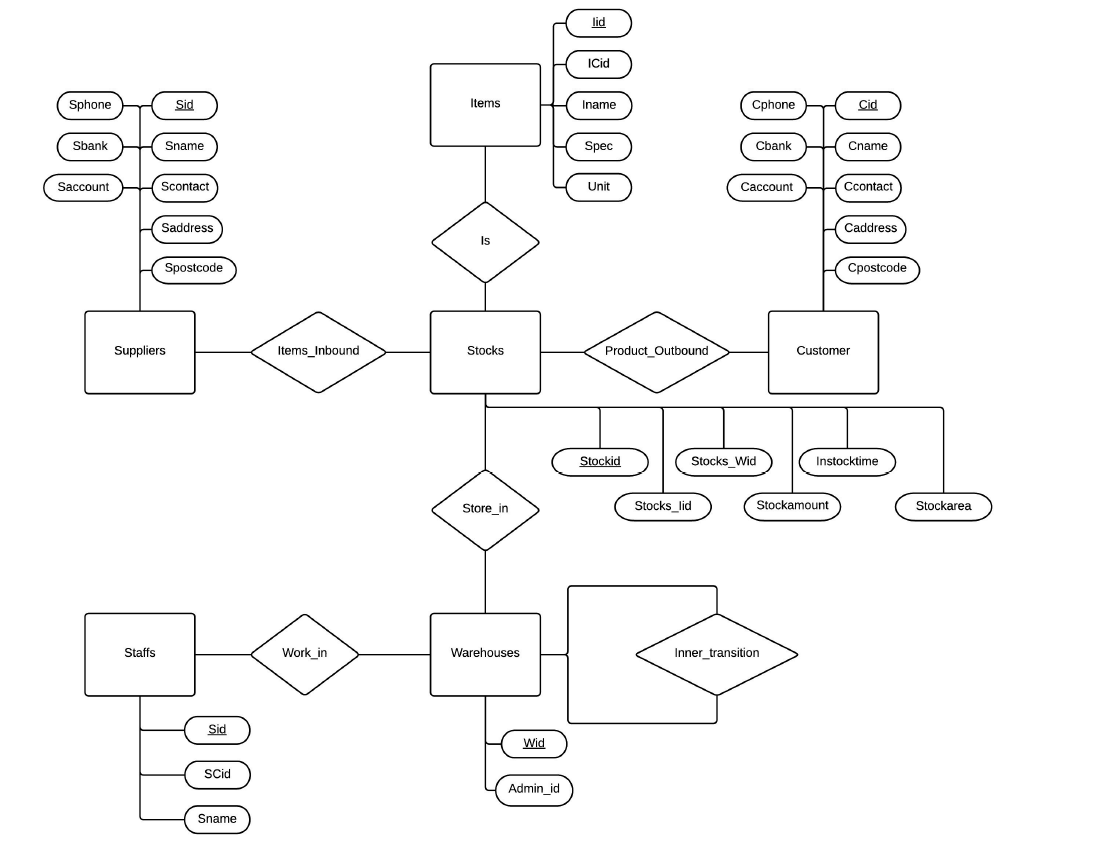 Iid
ICid
Items
Iname
Spec
Unit
Sphone
Sid
Sbank
Sname
Saccount
Scontact
Saddress
Spostcode
Cphone
Cid
Cbank
Cname
Caccount
Ccontact
Caddress
Cpostcode
Is
Suppliers
Items_Inbound
Stocks
Product_Outbound
Customer
Stockid
Stocks_Wid
Instocktime
Stocks_Iid
Stockamount
Stockarea
Store_in
Staffs
Work_in
Warehouses
Inner_transition
Sid
SCid
Sname
Wid
Admin_id